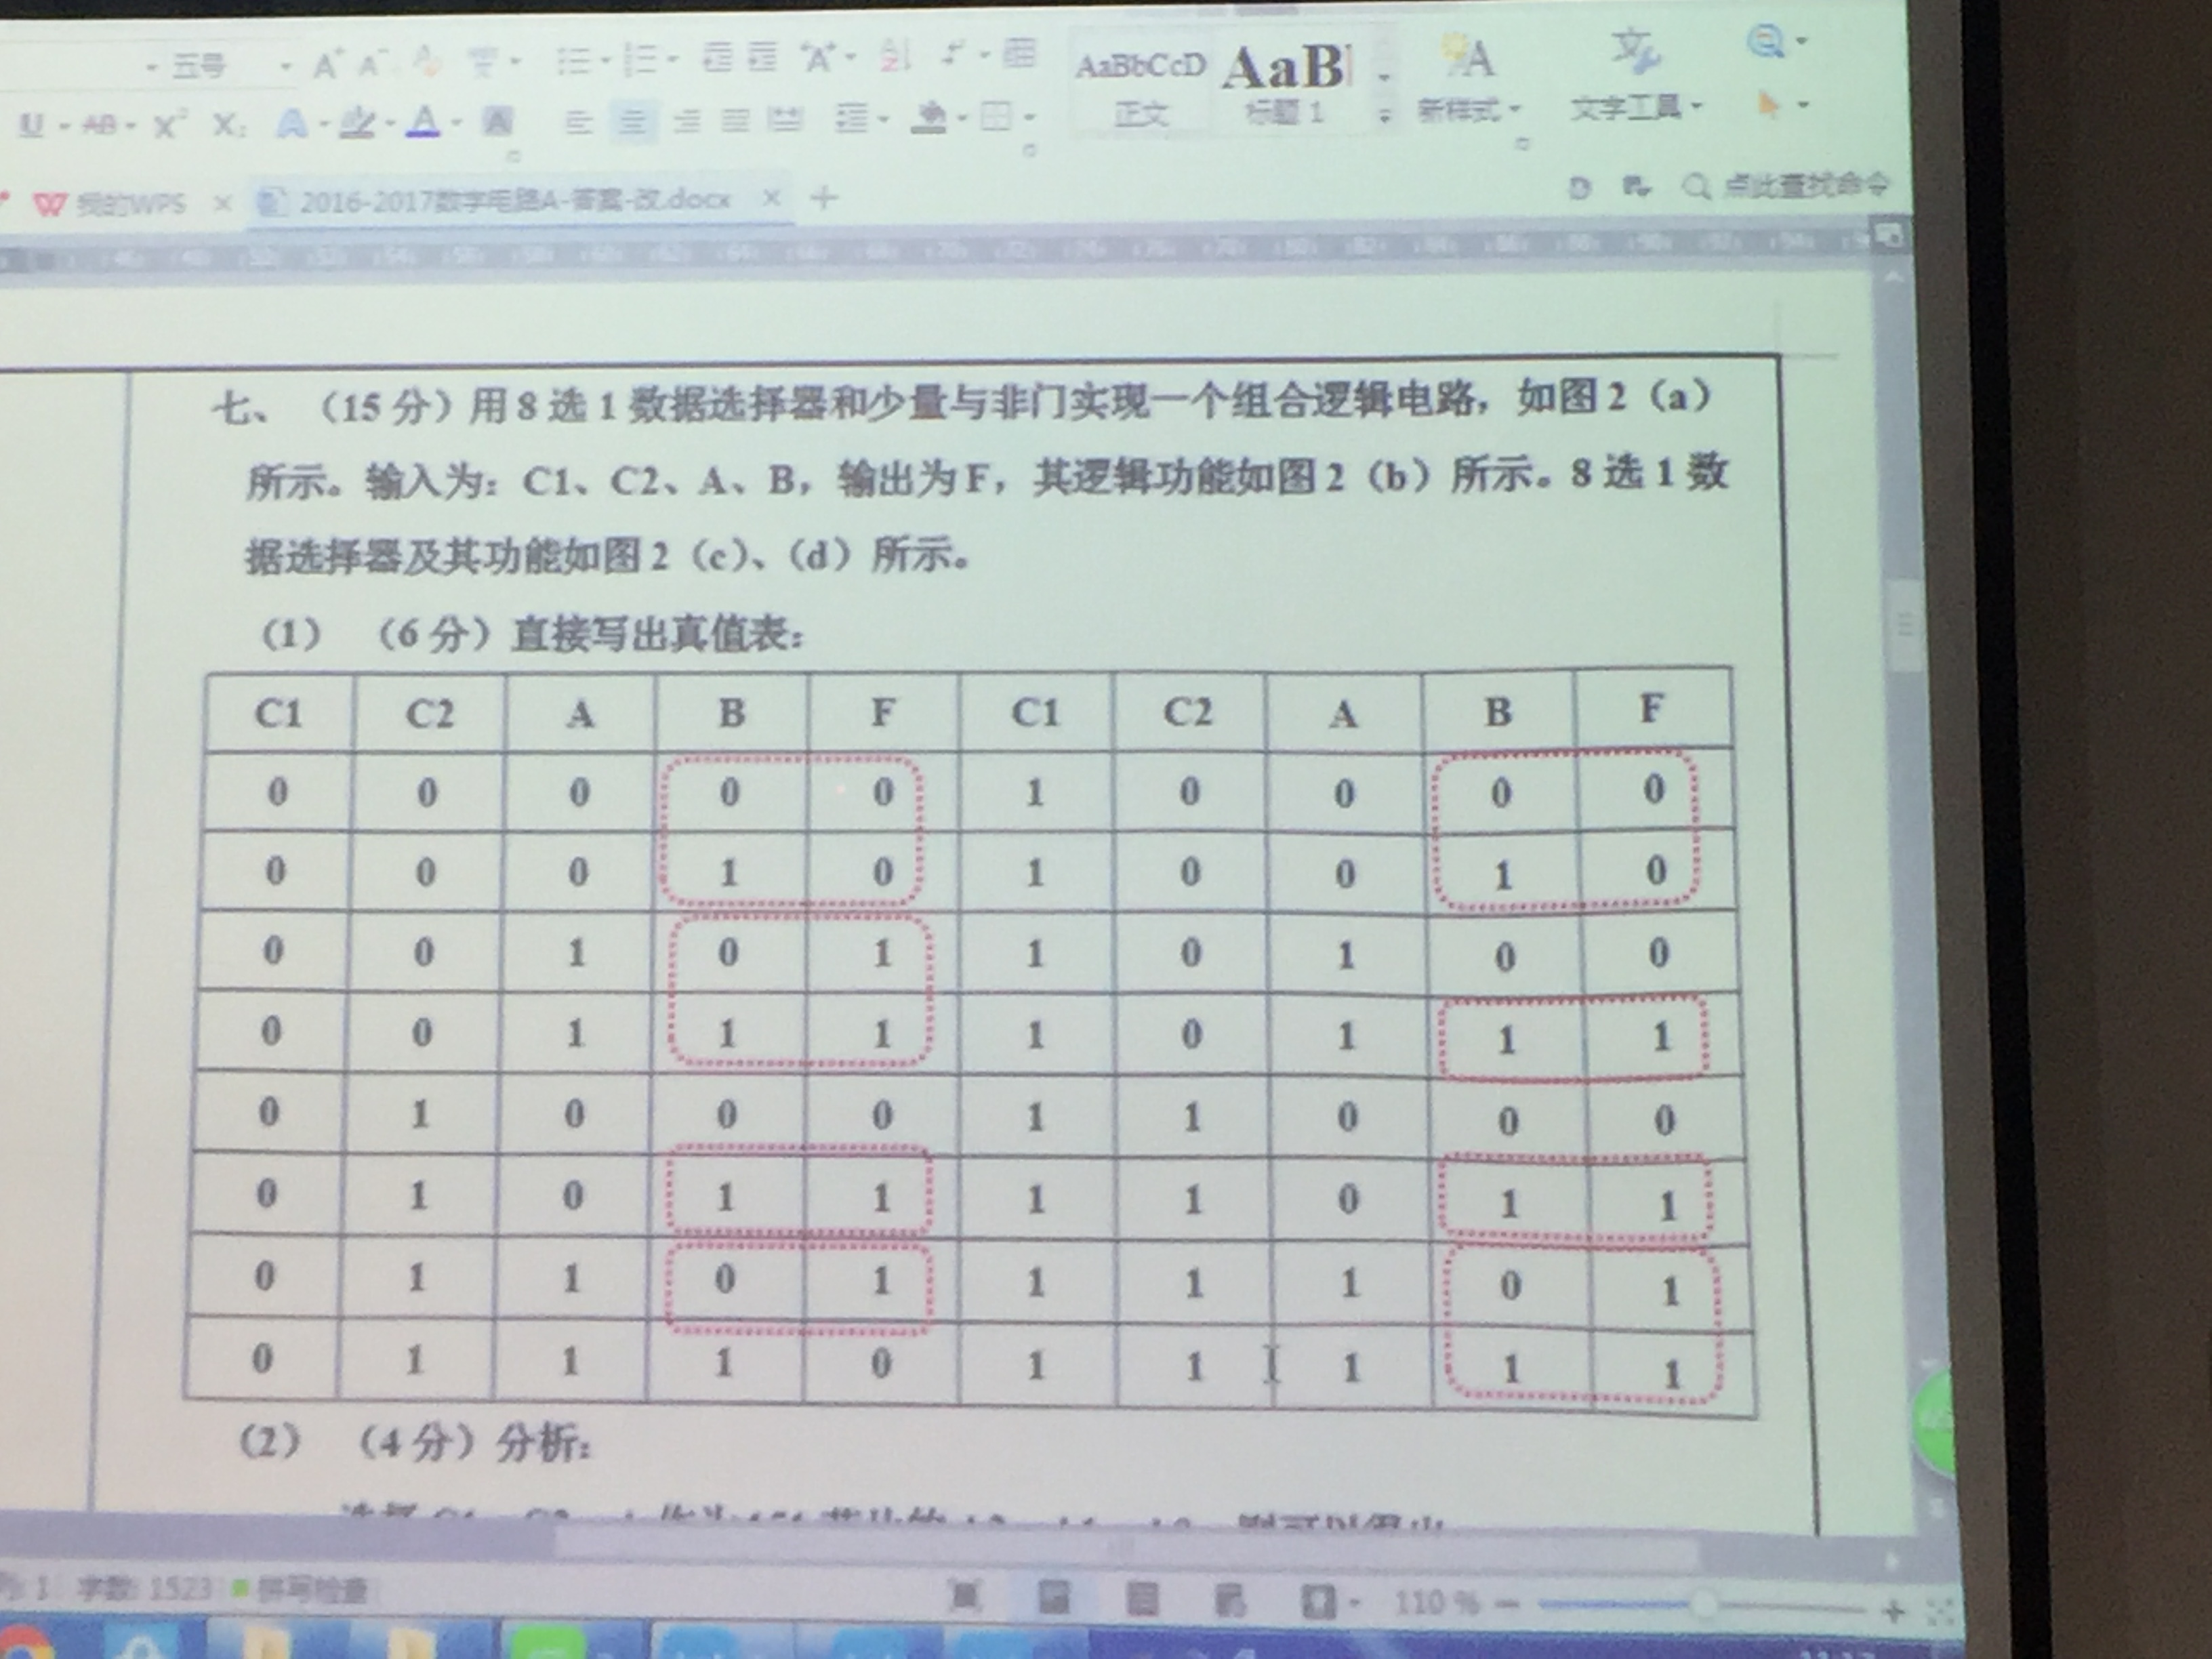 五号
AaBbCcD AaB
正文 标题 1 新样式 文字工具
我的WPS × 2016-2017数字电路A-答案-改.docx × +
点此查找命令
七、（15 分）用 8 选 1 数据选择器和少量与非门实现一个组合逻辑电路，如图 2（a）
所示。输入为：C1、C2、A、B，输出为 F，其逻辑功能如图 2（b）所示。8 选 1 数
据选择器及其功能如图 2（c）、（d）所示。
（1） （6 分）直接写出真值表：
C1 C2 A B F C1 C2 A B F
0 0 0 0 0 1 0 0 0 0
0 0 0 1 0 1 0 0 1 0
0 0 1 0 1 1 0 1 0 0
0 0 1 1 1 1 0 1 1 1
0 1 0 0 0 1 1 0 0 0
0 1 0 1 1 1 1 0 1 1
0 1 1 0 1 1 1 1 0 1
0 1 1 1 0 1 1 1 1 1
（2） （4 分）分析：
字数: 1523 拼写检查 110 %